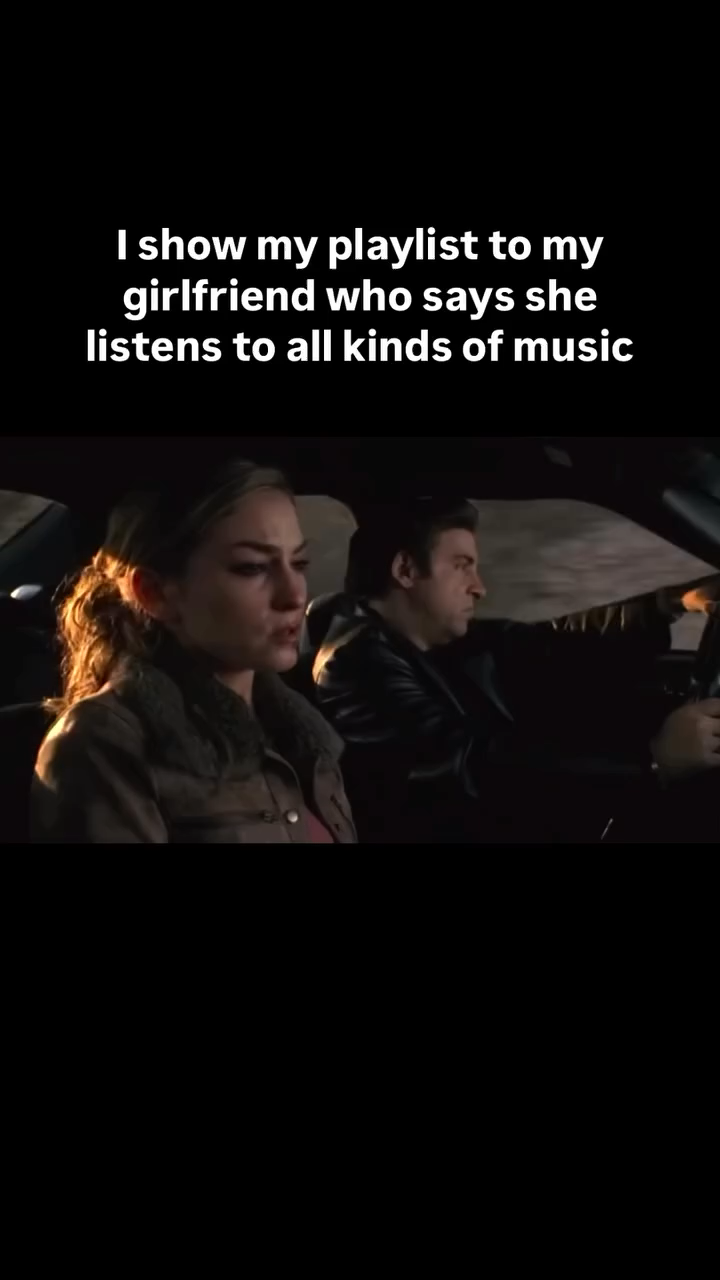 I show my playlist to my
girlfriend who says she
listens to all kinds of music